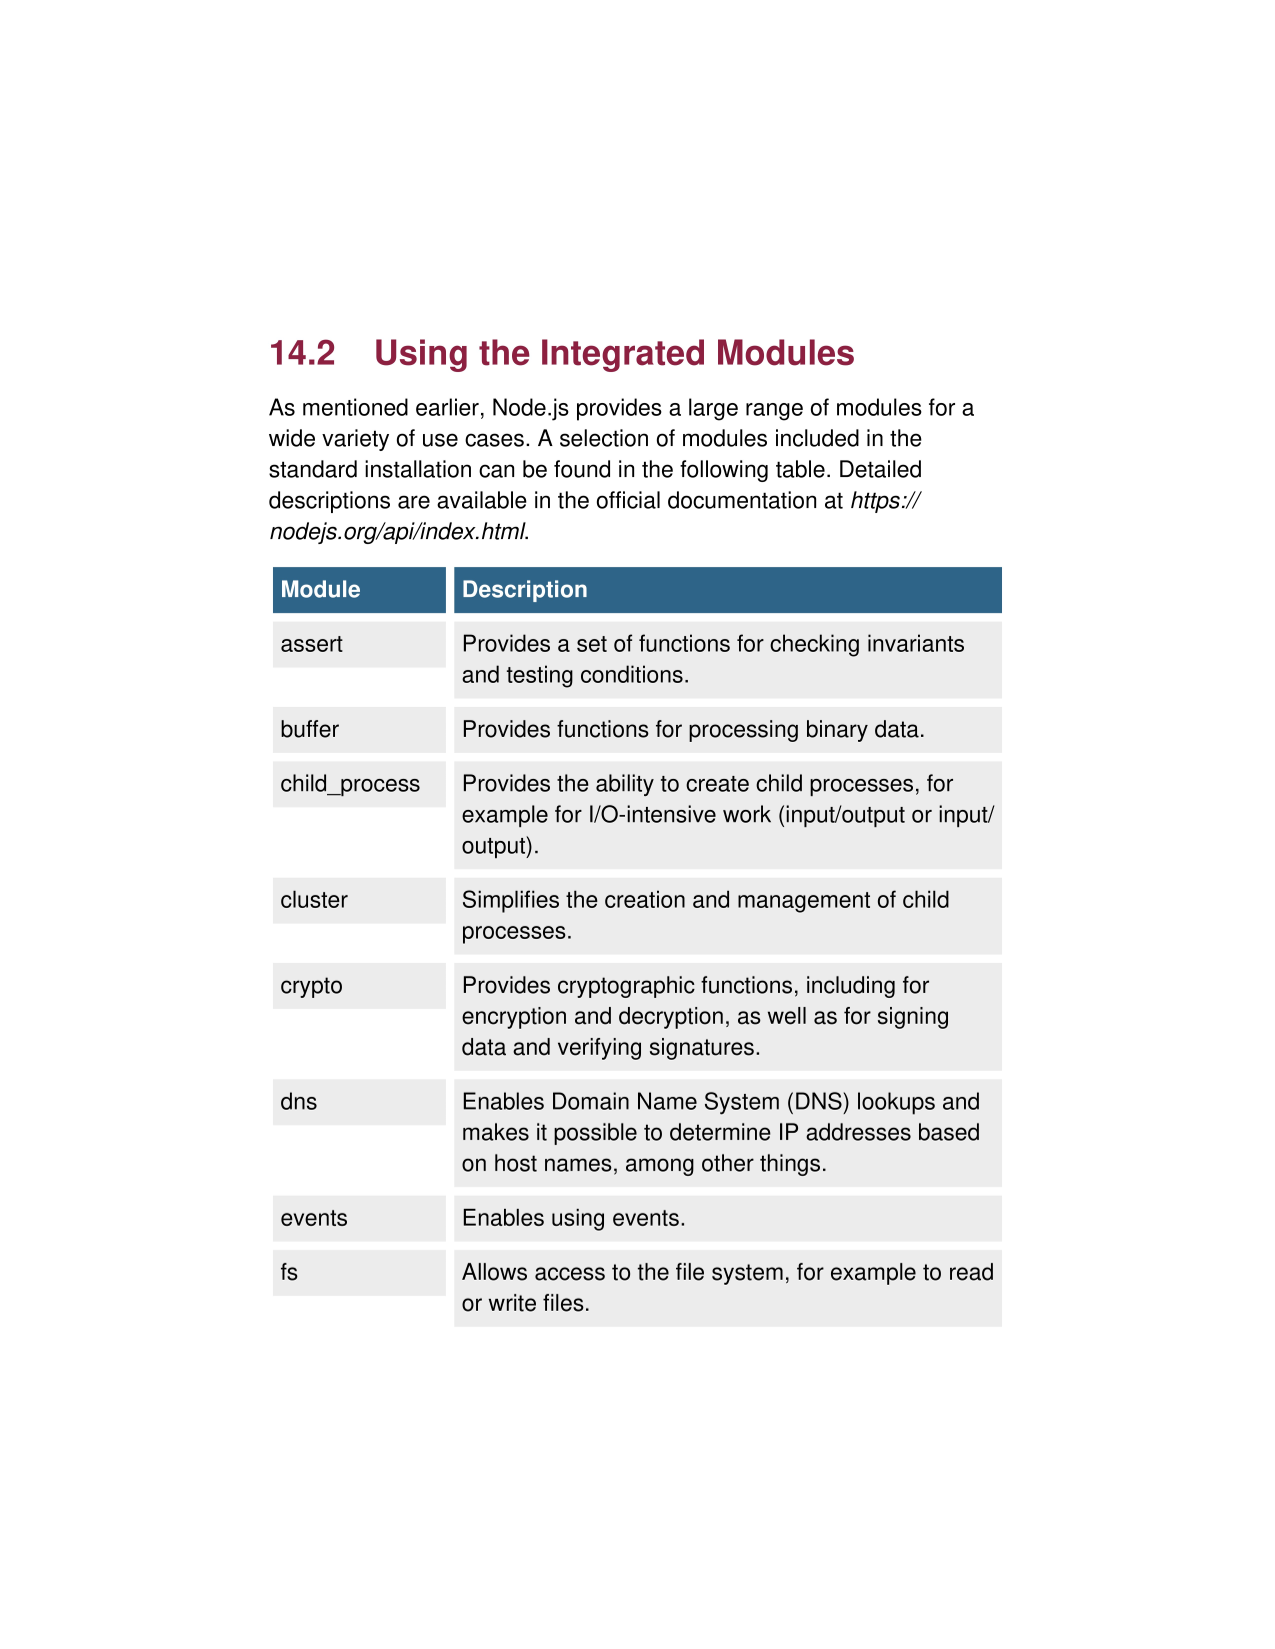 14.2 Using the Integrated Modules
As mentioned earlier, Node.js provides a large range of modules for a
wide variety of use cases. A selection of modules included in the
standard installation can be found in the following table. Detailed
descriptions are available in the official documentation at https://
nodejs.org/api/index.html.
Module Description
assert Provides a set of functions for checking invariants
and testing conditions.
buffer Provides functions for processing binary data.
child_process Provides the ability to create child processes, for
example for I/O-intensive work (input/output or input/
output).
cluster Simplifies the creation and management of child
processes.
crypto Provides cryptographic functions, including for
encryption and decryption, as well as for signing
data and verifying signatures.
dns Enables Domain Name System (DNS) lookups and
makes it possible to determine IP addresses based
on host names, among other things.
events Enables using events.
fs Allows access to the file system, for example to read
or write files.